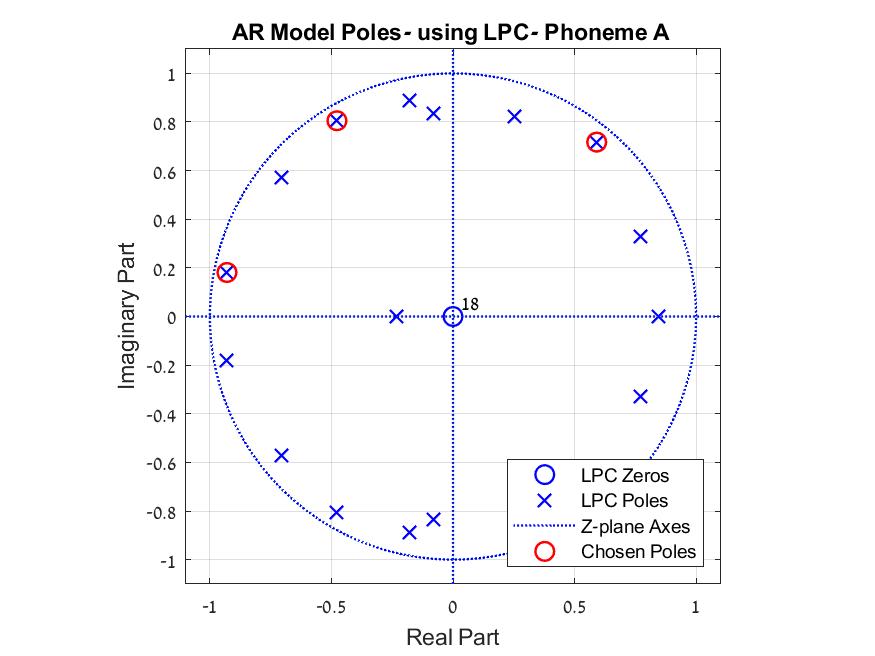 AR Model Poles- using LPC- Phoneme A
1
0.8
0.6
0.4
0.2
0
-0.2
-0.4
-0.6
-0.8
-1
18
Imaginary Part
LPC Zeros
LPC Poles
Z-plane Axes
Chosen Poles
-1 -0.5 0 0.5 1
Real Part